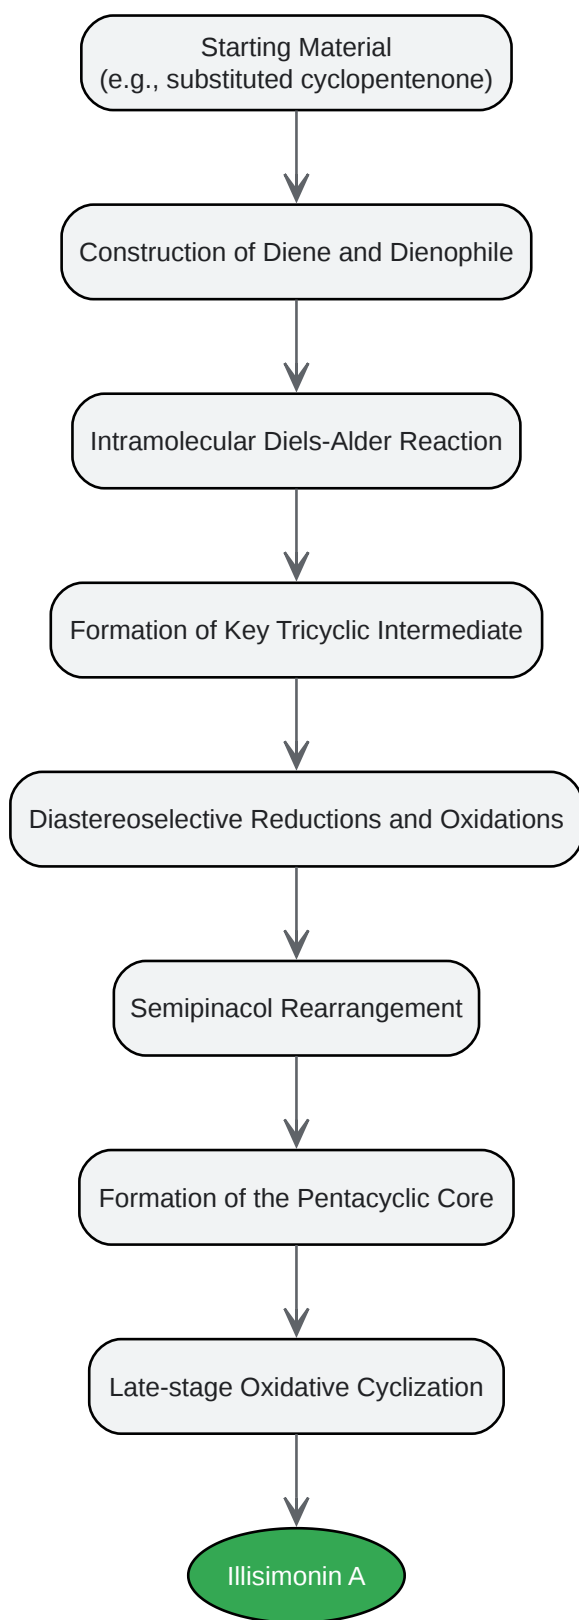 Starting Material
(e.g., substituted cyclopentenone)
Construction of Diene and Dienophile
Intramolecular Diels-Alder Reaction
Formation of Key Tricyclic Intermediate
Diastereoselective Reductions and Oxidations
Semipinacol Rearrangement
Formation of the Pentacyclic Core
Late-stage Oxidative Cyclization
Illisimonin A